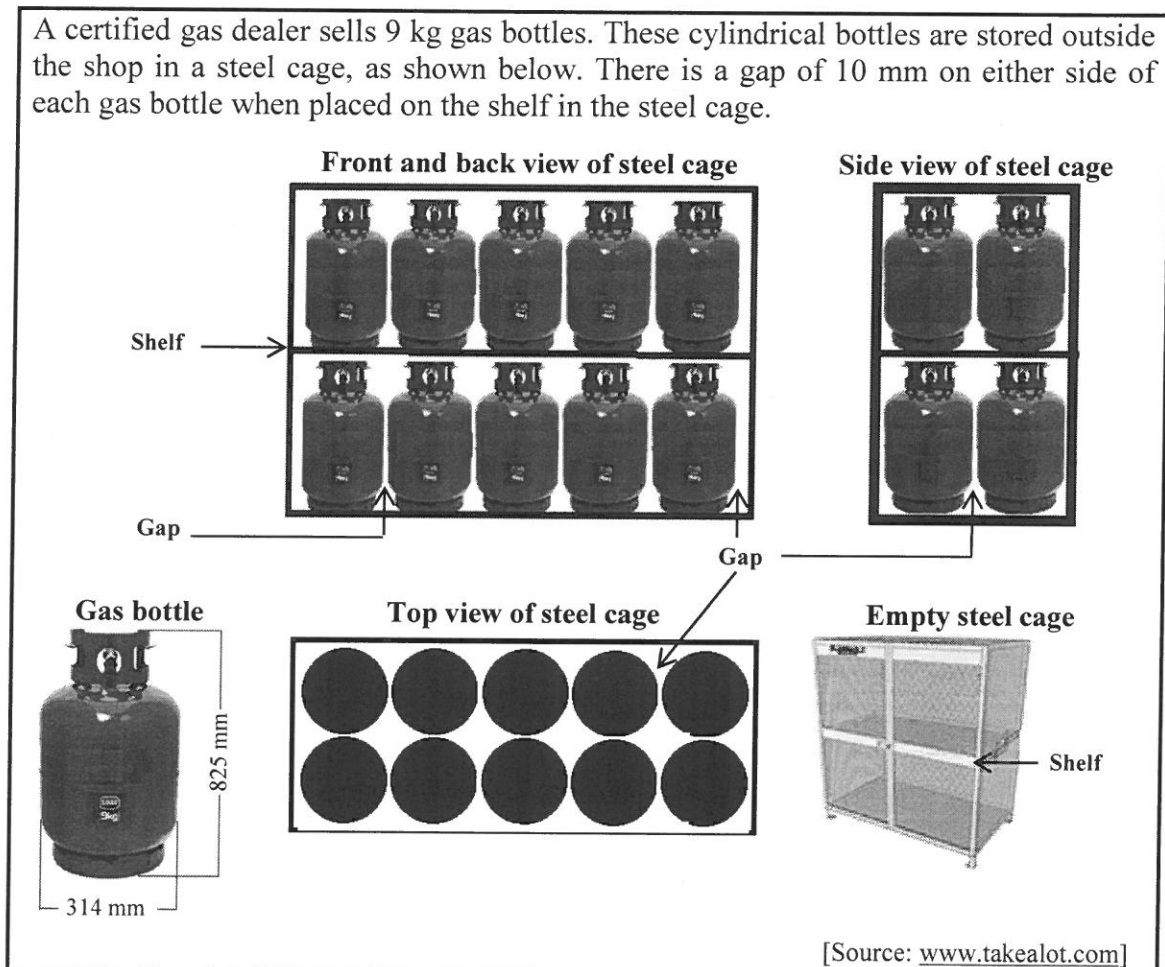 A certified gas dealer sells 9 kg gas bottles. These cylindrical bottles are stored outside
the shop in a steel cage, as shown below. There is a gap of 10 mm on either side of
each gas bottle when placed on the shelf in the steel cage.
Front and back view of steel cage
Side view of steel cage
Shelf
Gap
Gap
Gas bottle
Top view of steel cage
Empty steel cage
825 mm
Shelf
314 mm
[Source: www.takealot.com]